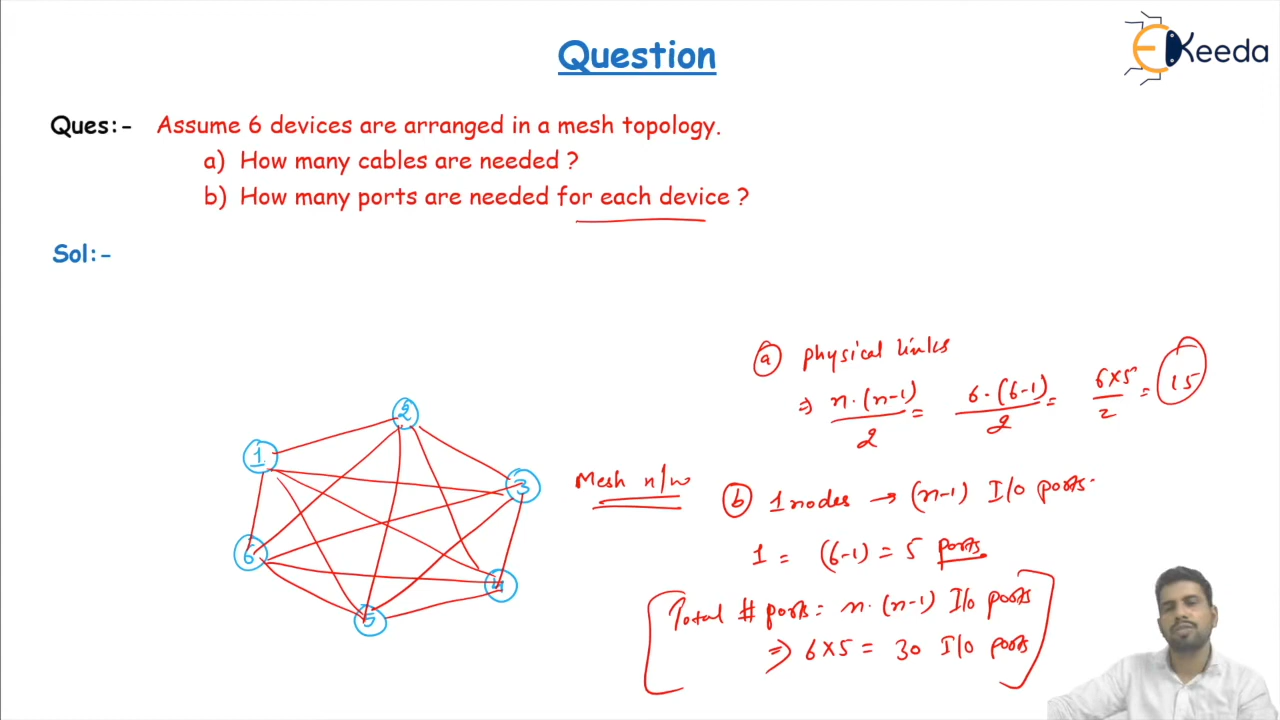 Question
EKeeda
Ques:- Assume 6 devices are arranged in a mesh topology.
a) How many cables are needed ?
b) How many ports are needed for each device ?
Sol:-
(a) physical links
⇒ n·(n-1)/2 = 6·(6-1)/2 = 6×5/2 = 15
2
1
3
Mesh n/w
(b) 1 nodes → (n-1) I/o ports.
6
1 = (6-1) = 5 ports.
4
5
Total # ports = n·(n-1) I/o ports
⇒ 6×5 = 30 I/o ports